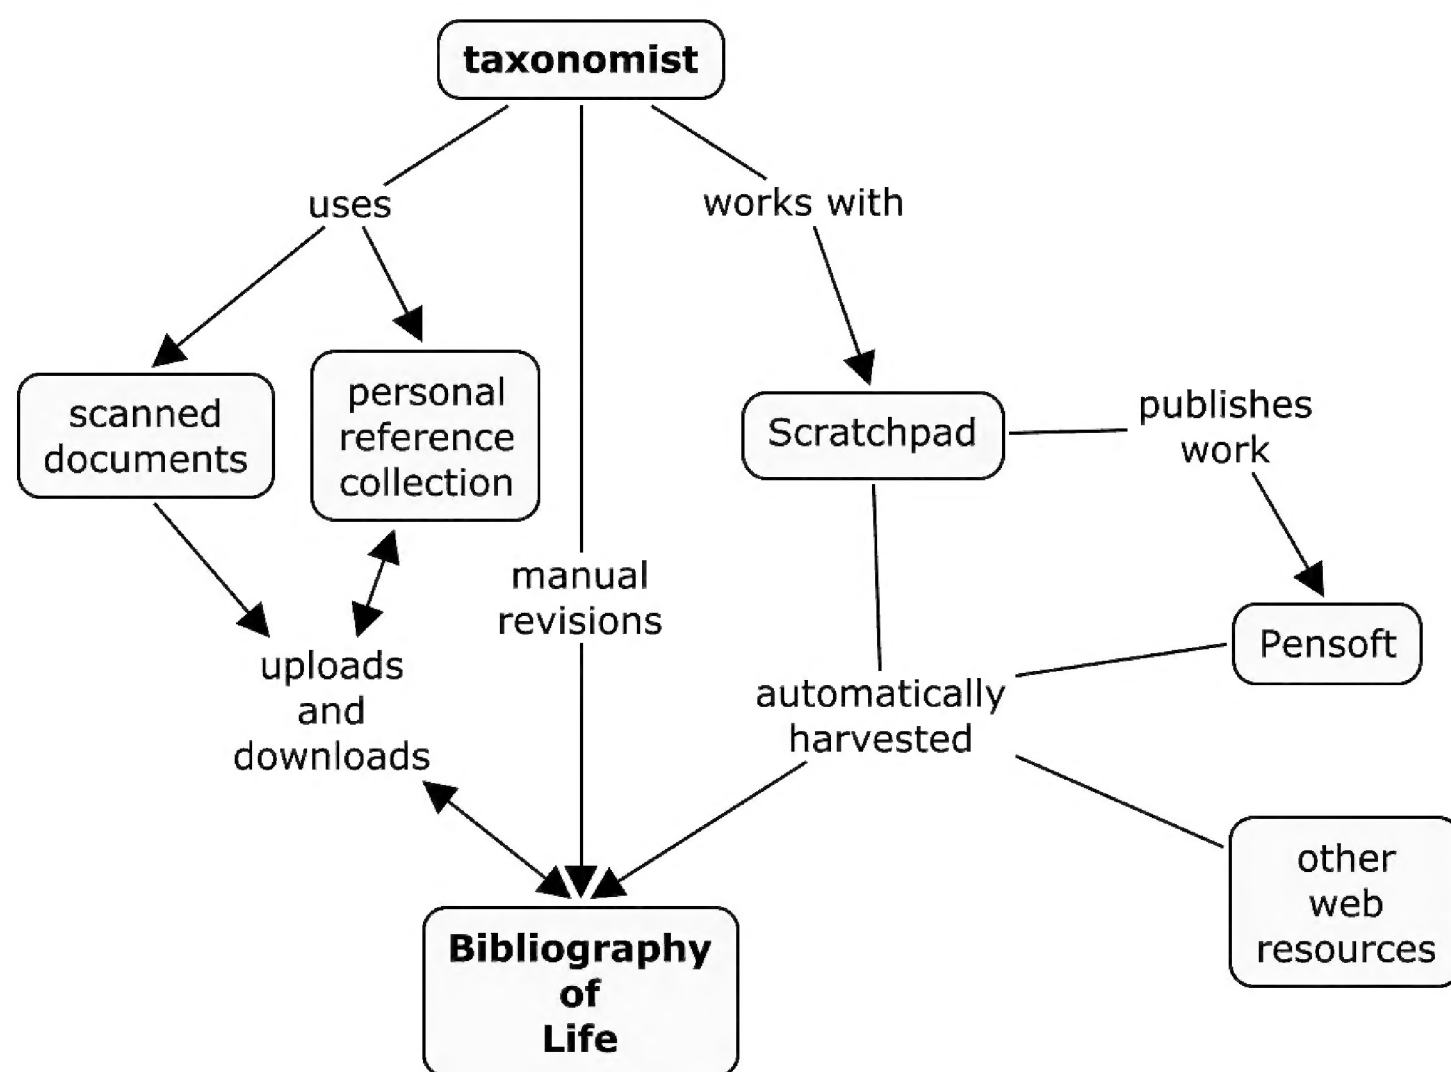 taxonomist
uses
works with
scanned
documents
personal
reference
collection
Scratchpad
publishes
work
manual
revisions
uploads
and
downloads
automatically
harvested
Pensoft
other
web
resources
Bibliography
of
Life